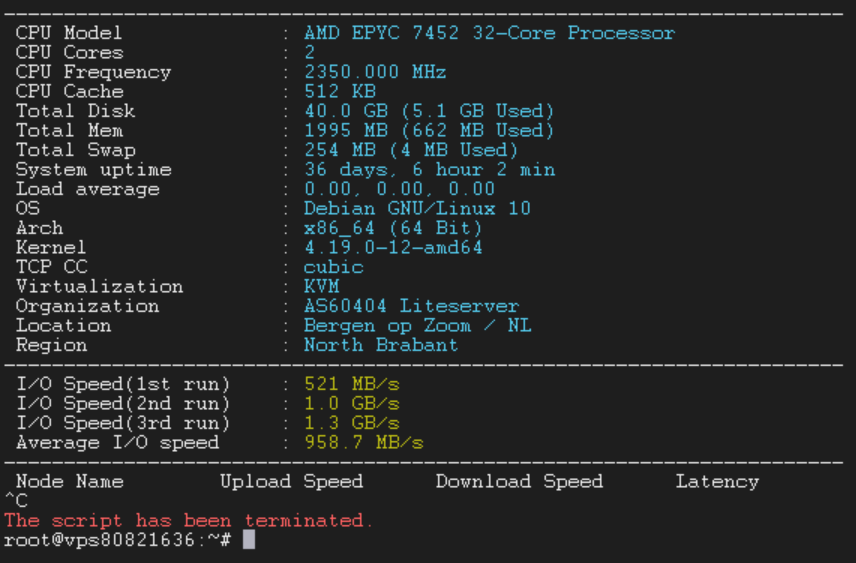 ----------------------------------------------------------------------
CPU Model : AMD EPYC 7452 32-Core Processor
CPU Cores : 2
CPU Frequency : 2350.000 MHz
CPU Cache : 512 KB
Total Disk : 40.0 GB (5.1 GB Used)
Total Mem : 1995 MB (662 MB Used)
Total Swap : 254 MB (4 MB Used)
System uptime : 36 days, 6 hour 2 min
Load average : 0.00, 0.00, 0.00
OS : Debian GNU/Linux 10
Arch : x86_64 (64 Bit)
Kernel : 4.19.0-12-amd64
TCP CC : cubic
Virtualization : KVM
Organization : AS60404 Liteserver
Location : Bergen op Zoom / NL
Region : North Brabant
----------------------------------------------------------------------
I/O Speed(1st run) : 521 MB/s
I/O Speed(2nd run) : 1.0 GB/s
I/O Speed(3rd run) : 1.3 GB/s
Average I/O speed : 958.7 MB/s
----------------------------------------------------------------------
Node Name Upload Speed Download Speed Latency
^C
The script has been terminated.
root@vps80821636:~#